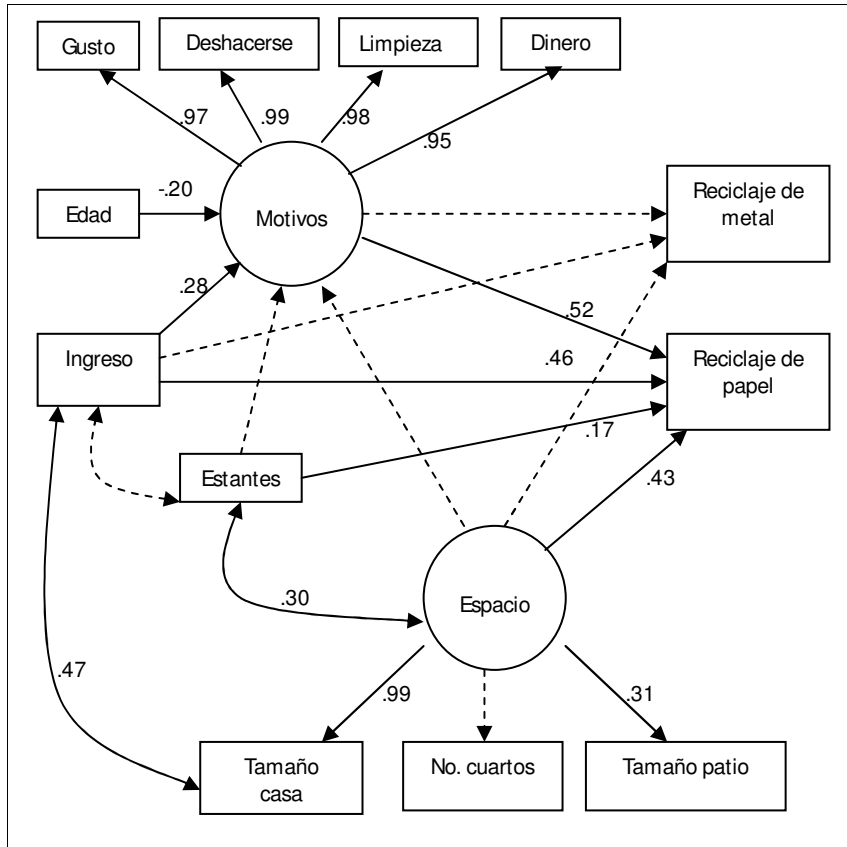 Gusto
Deshacerse
Limpieza
Dinero
.97
.99
.98
.95
-.20
Edad
Motivos
Reciclaje de
metal
.28
.52
Ingreso
.46
Reciclaje de
papel
.17
Estantes
.43
.30
Espacio
.47
.99
.31
Tamaño
casa
No. cuartos
Tamaño patio